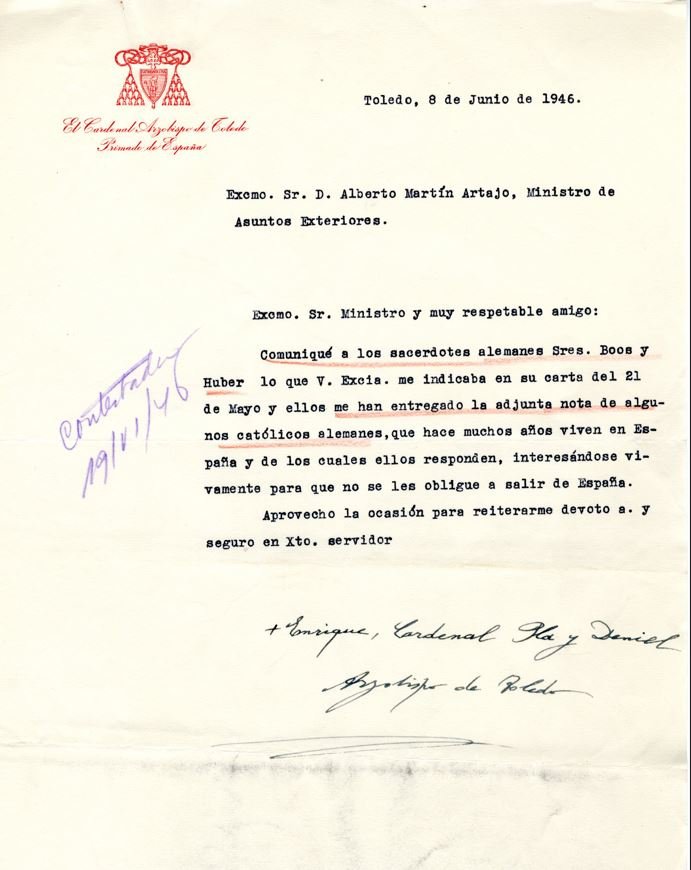 El Cardenal Arzobispo de Toledo
Primado de España
Toledo, 8 de Junio de 1946.
Excmo. Sr. D. Alberto Martín Artajo, Ministro de
Asuntos Exteriores.
Excmo. Sr. Ministro y muy respetable amigo:
Comuniqué a los sacerdotes alemanes Sres. Boos y
Huber lo que V. Excia. me indicaba en su carta del 21
de Mayo y ellos me han entregado la adjunta nota de algu-
nos católicos alemanes,que hace muchos años viven en Es-
paña y de los cuales ellos responden, interesándose vi-
vamente para que no se les obligue a salir de España.
Aprovecho la ocasión para reiterarme devoto a. y
seguro en Xto. servidor
contestada
19/VI/46
+Enrique, Cardenal Pla y Deniel
Arzobispo de Toledo